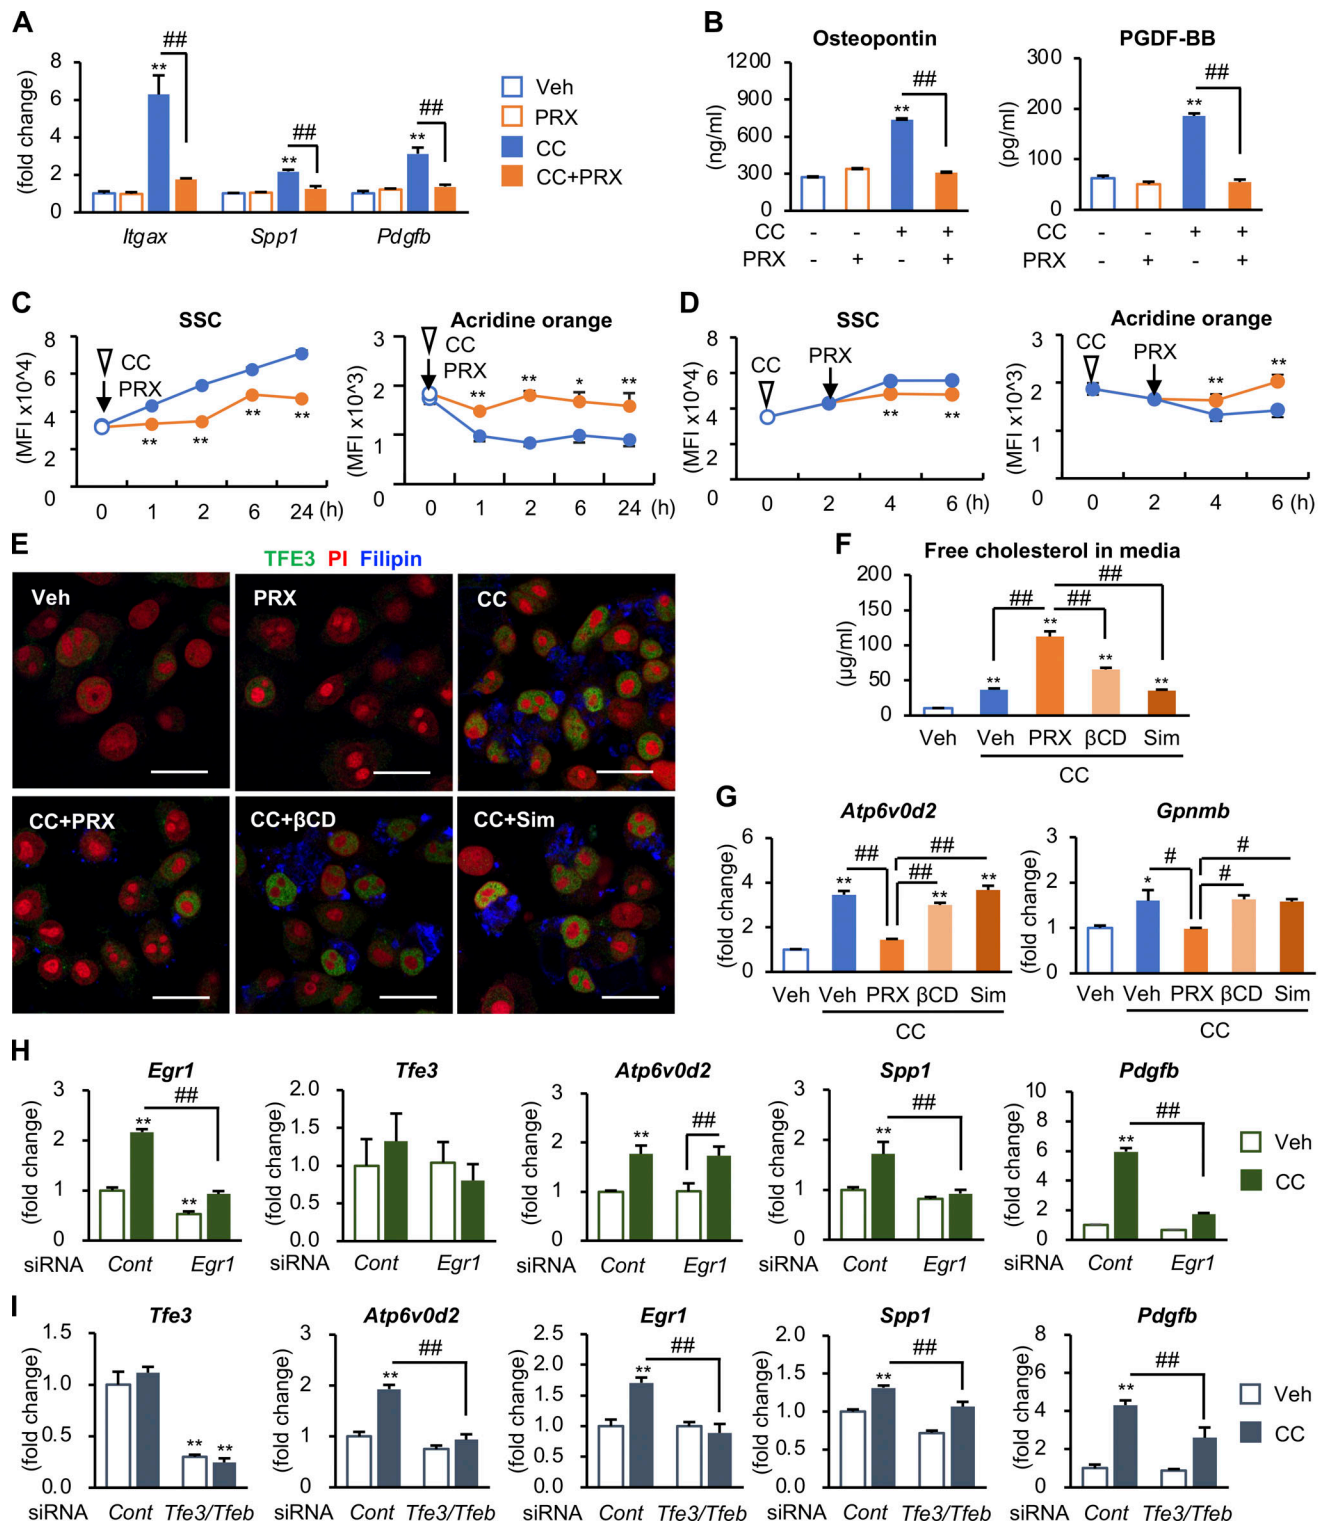 A
(fold change)
8
6
4
2
0
**
##
**
##
**
##
Itgax
Spp1
Pdgfb
Veh
PRX
CC
CC+PRX
B
Osteopontin
(ng/ml)
1200
900
600
300
0
**
##
CC - - + +
PRX - + - +
PGDF-BB
(pg/ml)
300
200
100
0
**
##
- - + +
- + - +
C
SSC
(MFI x10^4)
8
6
4
2
0
CC
PRX
** ** ** **
0 1 2 6 24 (h)
Acridine orange
(MFI x10^3)
3
2
1
0
CC
PRX
** ** * **
0 1 2 6 24 (h)
D
SSC
(MFI x10^4)
8
6
4
2
0
CC
PRX
** **
0 2 4 6 (h)
Acridine orange
(MFI x10^3)
3
2
1
0
CC
PRX
** **
0 2 4 6 (h)
E
TFE3 PI Filipin
Veh
PRX
CC
CC+PRX
CC+βCD
CC+Sim
F
Free cholesterol in media
(µg/ml)
200
150
100
50
0
##
## ##
** ** ** **
Veh Veh PRX βCD Sim
CC
G
Atp6v0d2
(fold change)
6
4
2
0
##
##
##
** ** **
Veh Veh PRX βCD Sim
CC
Gpnmb
(fold change)
3
2
1
0
#
#
#
*
Veh Veh PRX βCD Sim
CC
H
Egr1
(fold change)
3
2
1
0
**
##
**
siRNA Cont Egr1
Tfe3
(fold change)
2.0
1.5
1.0
0.5
0.0
Cont Egr1
Atp6v0d2
(fold change)
3
2
1
0
**
##
siRNA Cont Egr1
Spp1
(fold change)
3
2
1
0
**
##
siRNA Cont Egr1
Pdgfb
(fold change)
10
8
6
4
2
0
**
##
siRNA Cont Egr1
Veh
CC
I
Tfe3
(fold change)
1.5
1.0
0.5
0.0
** **
siRNA Cont Tfe3/Tfeb
Atp6v0d2
(fold change)
3
2
1
0
**
##
Cont Tfe3/Tfeb
Egr1
(fold change)
2.5
2.0
1.5
1.0
0.5
0.0
**
##
siRNA Cont Tfe3/Tfeb
Spp1
(fold change)
2.0
1.5
1.0
0.5
0.0
**
##
siRNA Cont Tfe3/Tfeb
Pdgfb
(fold change)
6
4
2
0
**
##
siRNA Cont Tfe3/Tfeb
Veh
CC